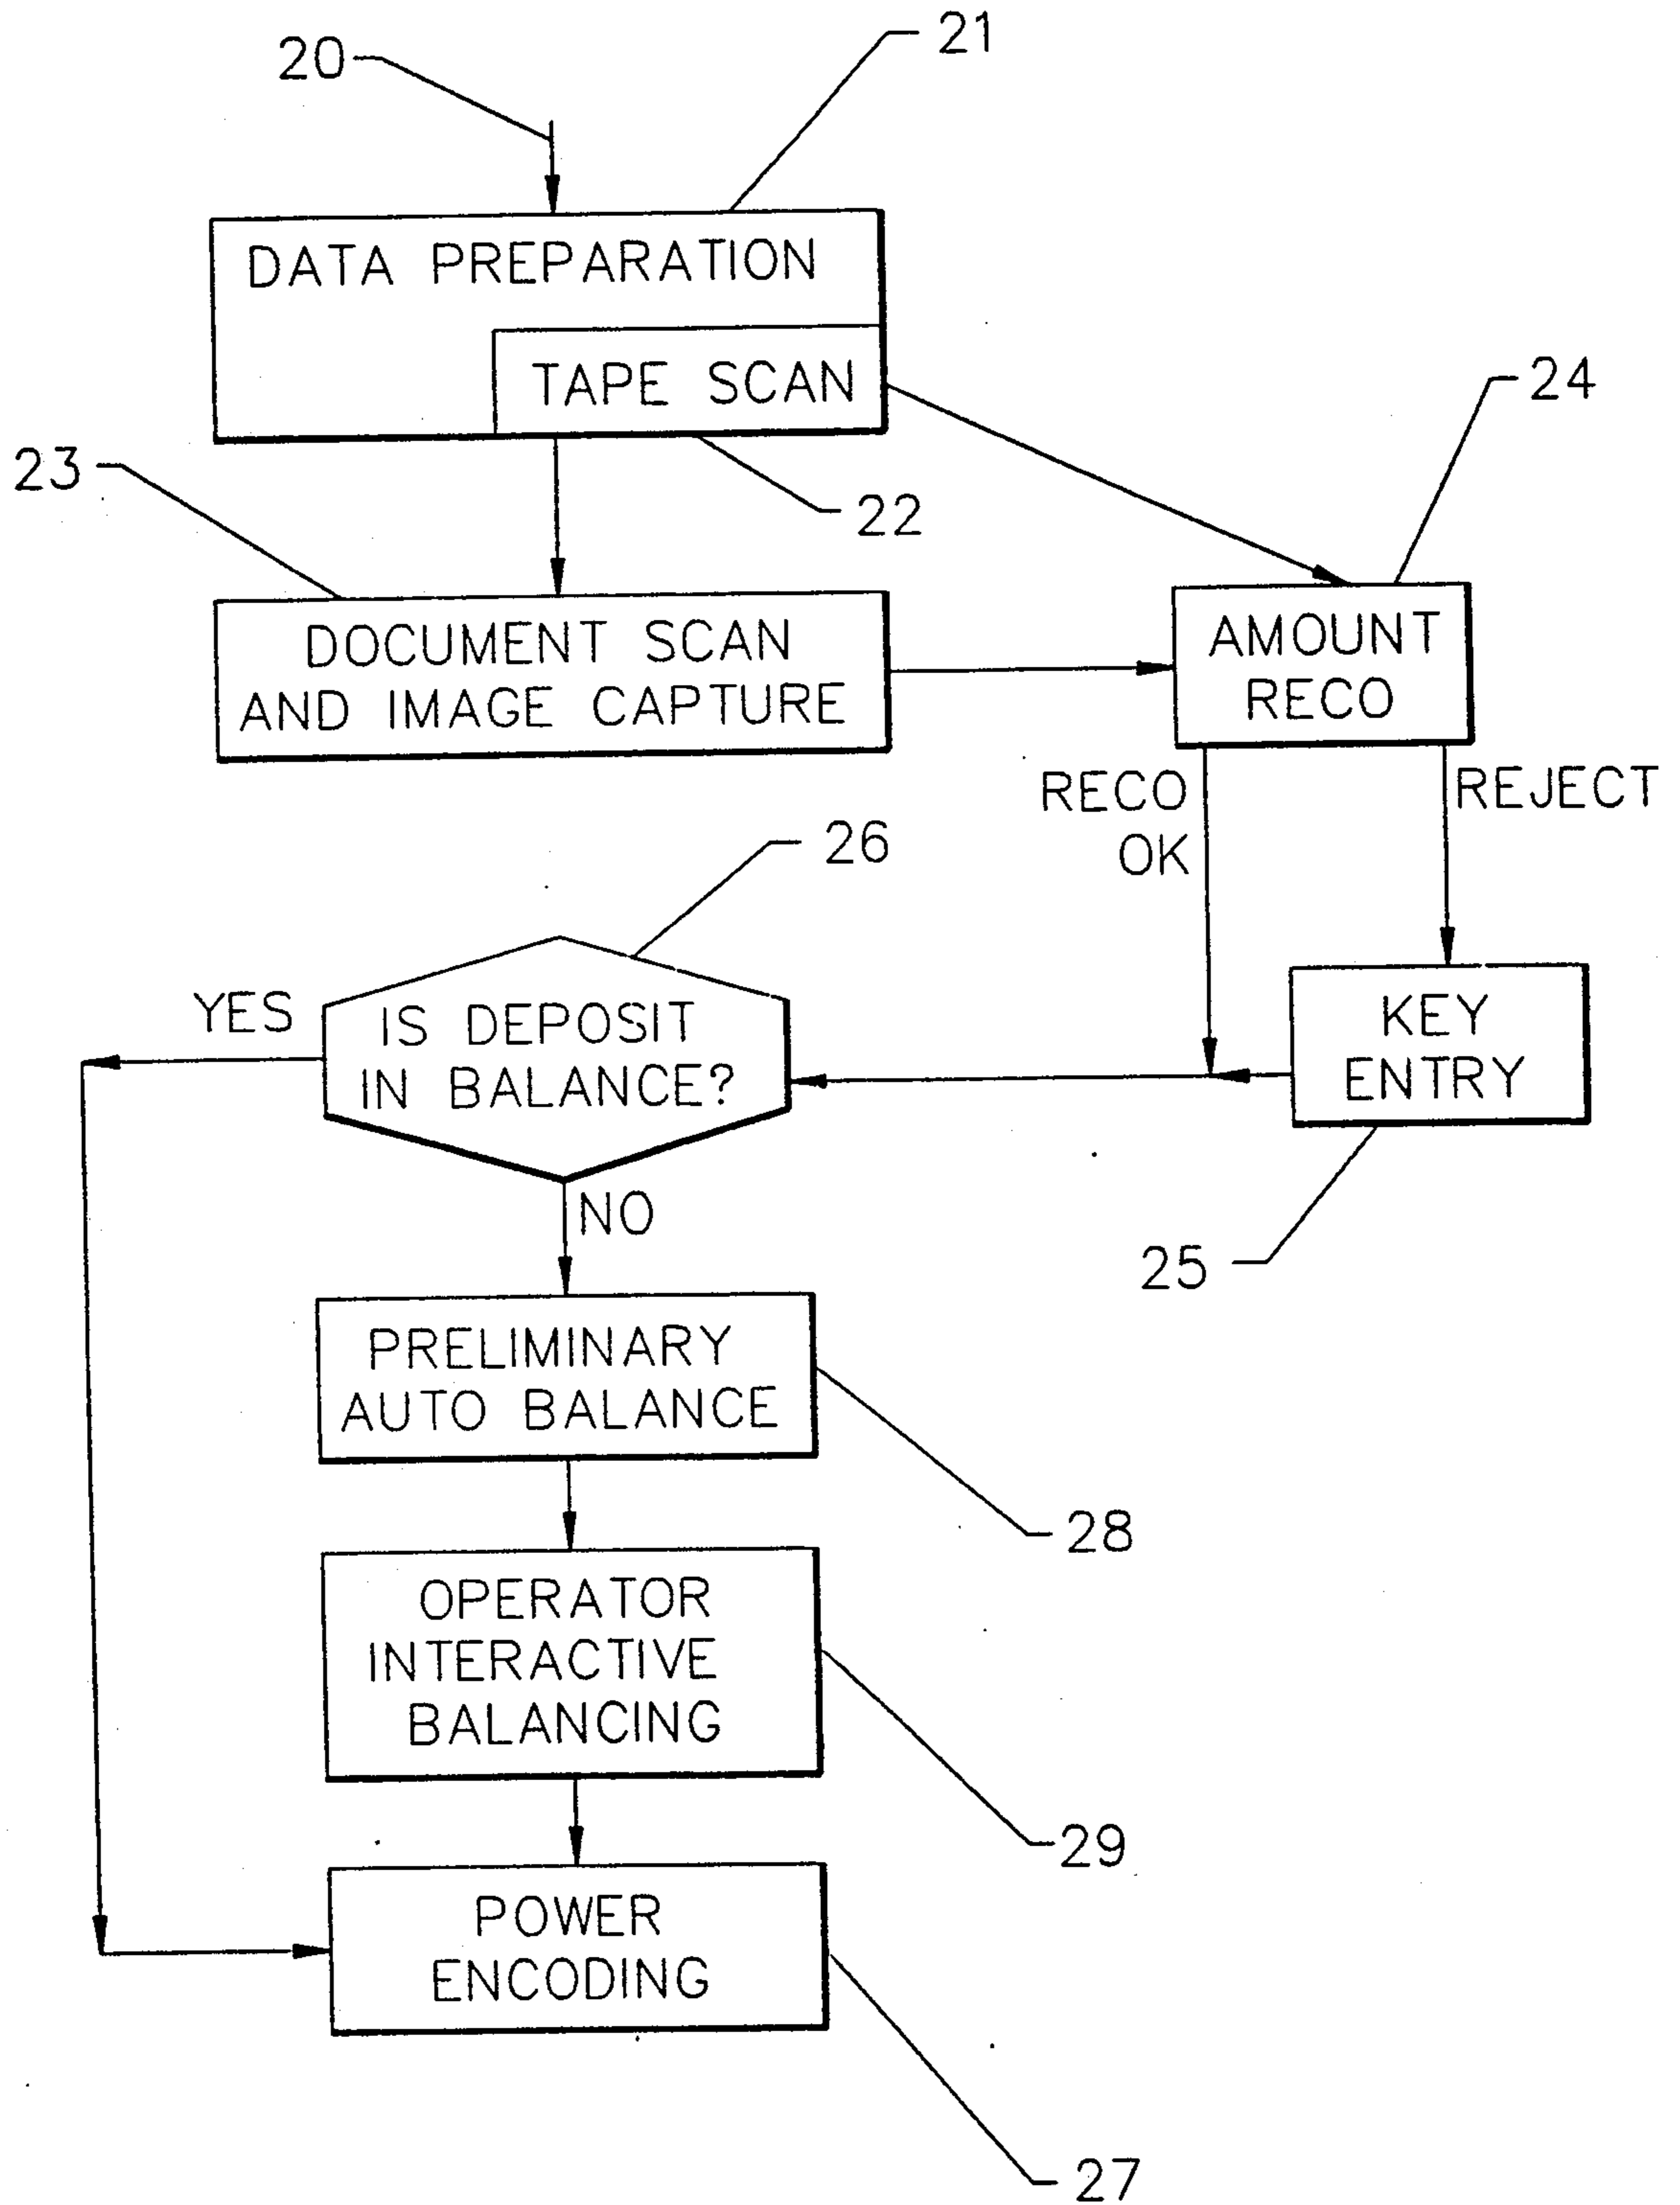 20
21
DATA PREPARATION
TAPE SCAN
22
23
DOCUMENT SCAN
AND IMAGE CAPTURE
24
AMOUNT
RECO
RECO
OK
REJECT
KEY
ENTRY
25
26
IS DEPOSIT
IN BALANCE?
YES
NO
PRELIMINARY
AUTO BALANCE
28
OPERATOR
INTERACTIVE
BALANCING
29
POWER
ENCODING
27